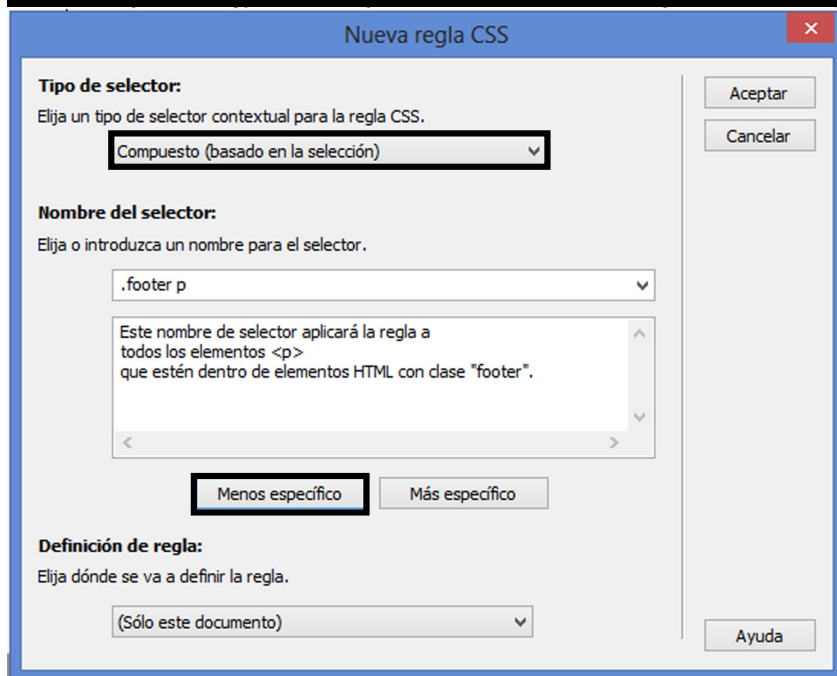 Nueva regla CSS
Tipo de selector:
Elija un tipo de selector contextual para la regla CSS.
Compuesto (basado en la selección)
Nombre del selector:
Elija o introduzca un nombre para el selector.
.footer p
Este nombre de selector aplicará la regla a
todos los elementos <p>
que estén dentro de elementos HTML con clase "footer".
Menos específico
Más específico
Definición de regla:
Elija dónde se va a definir la regla.
(Sólo este documento)
Aceptar
Cancelar
Ayuda